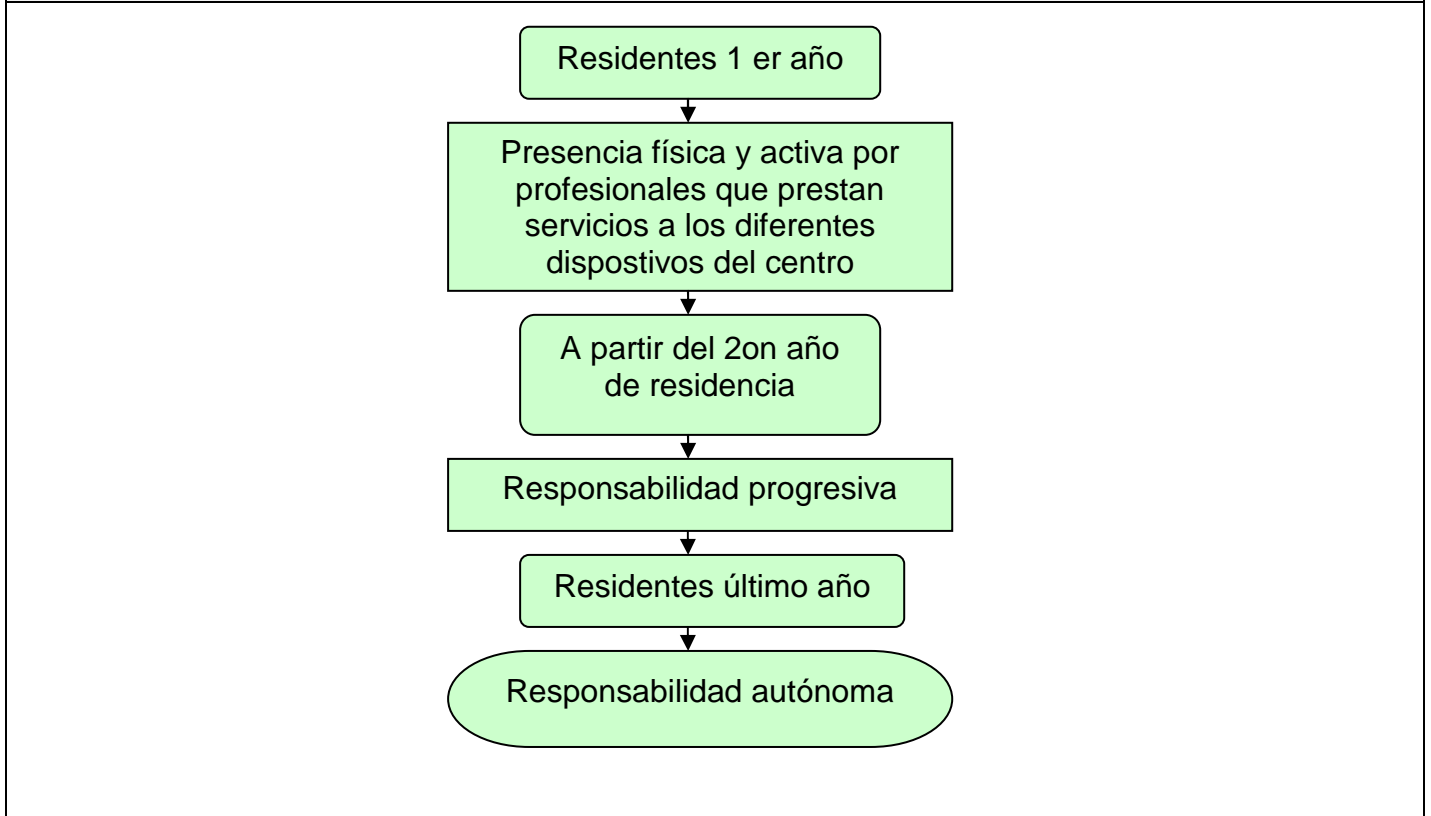 Residentes 1 er año
Presencia física y activa por
profesionales que prestan
servicios a los diferentes
dispostivos del centro
A partir del 2on año
de residencia
Responsabilidad progresiva
Residentes último año
Responsabilidad autónoma